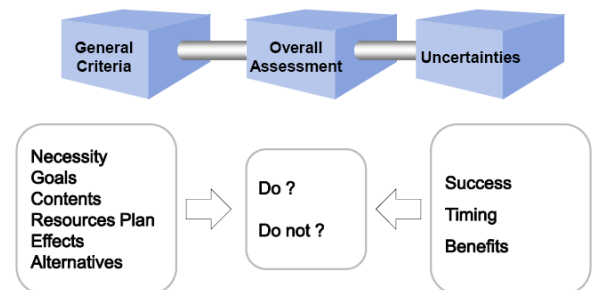 General
Criteria
Overall
Assessment
Uncertainties
Necessity
Goals
Contents
Resources Plan
Effects
Alternatives
Do ?
Do not ?
Success
Timing
Benefits